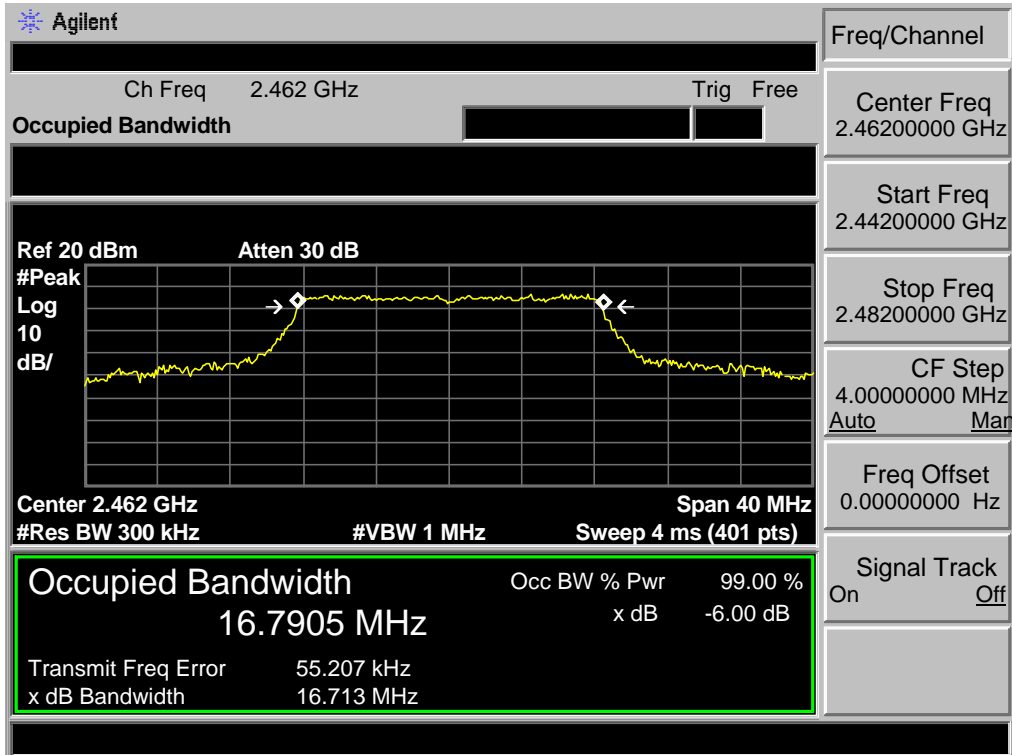 Agilent
Freq/Channel
Ch Freq 2.462 GHz Trig Free
Occupied Bandwidth
Center Freq
2.46200000 GHz
Start Freq
2.44200000 GHz
Ref 20 dBm Atten 30 dB
#Peak
Log
10
dB/
Stop Freq
2.48200000 GHz
CF Step
4.00000000 MHz
Auto Man
Freq Offset
0.00000000 Hz
Center 2.462 GHz Span 40 MHz
#Res BW 300 kHz #VBW 1 MHz Sweep 4 ms (401 pts)
Signal Track
On Off
Occupied Bandwidth Occ BW % Pwr 99.00 %
16.7905 MHz x dB -6.00 dB
Transmit Freq Error 55.207 kHz
x dB Bandwidth 16.713 MHz